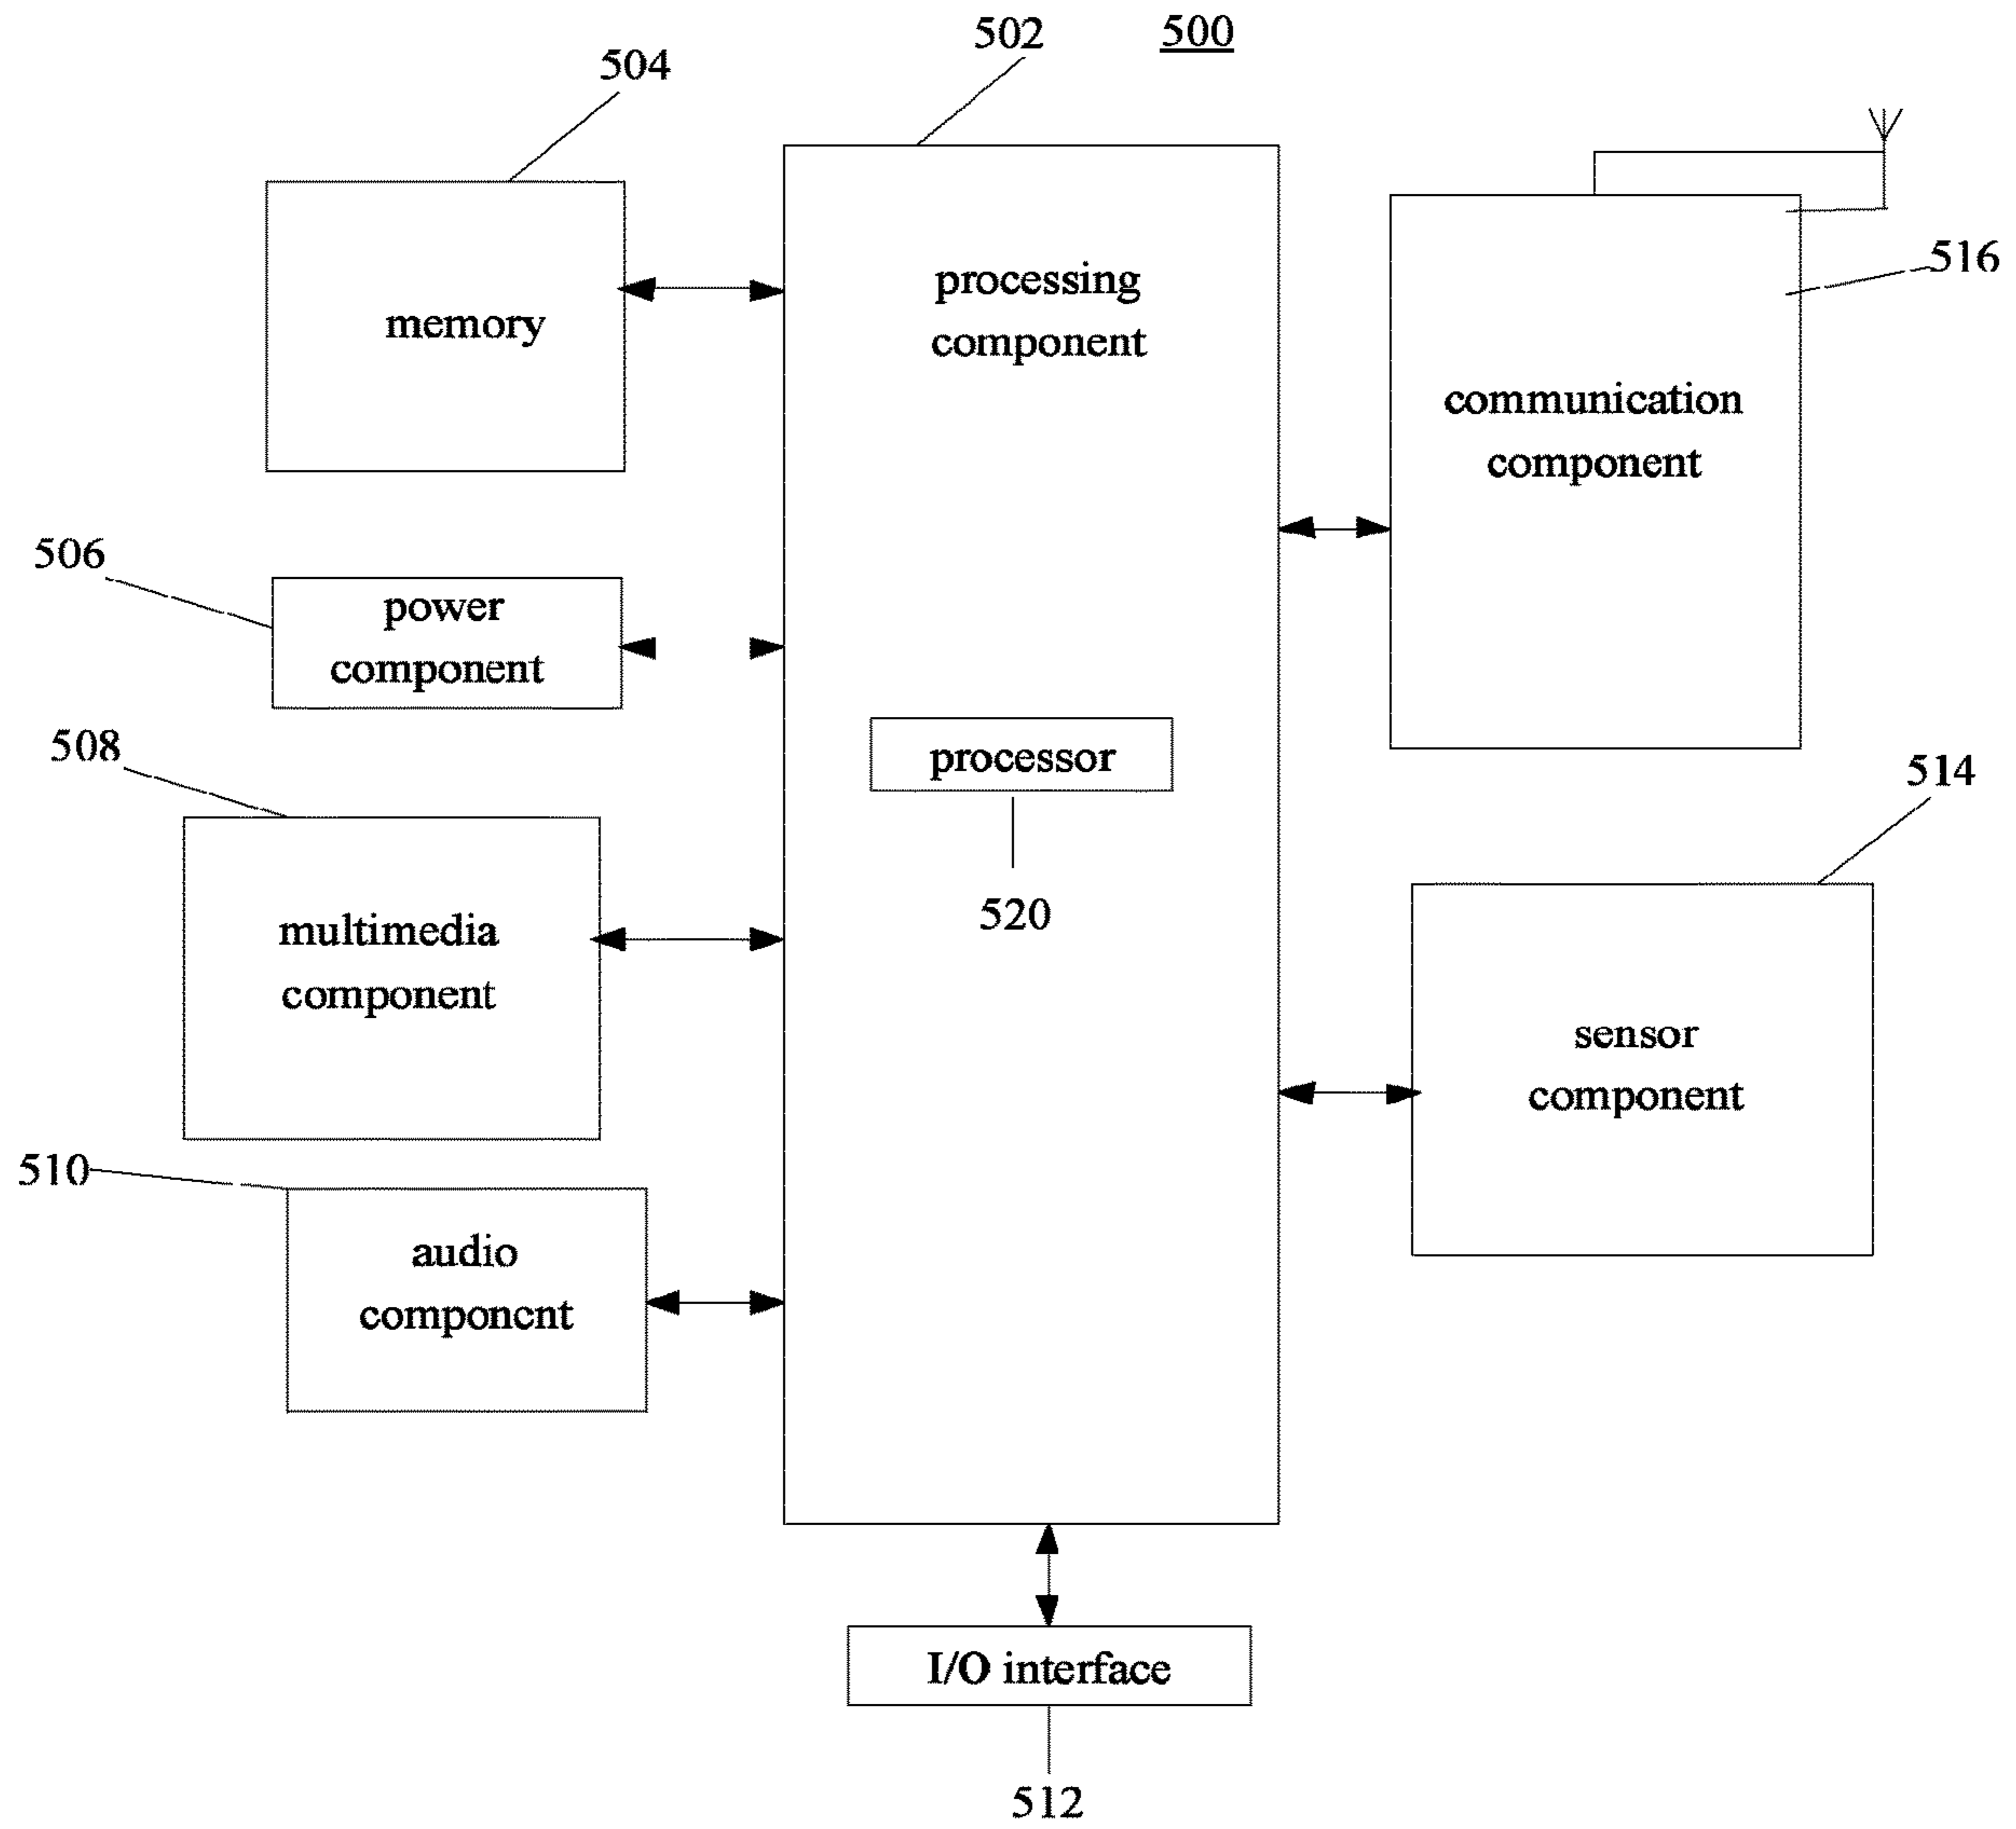 502
500
504
memory
processing
component
516
communication
component
506
power
component
508
processor
520
514
multimedia
component
sensor
component
510
audio
component
I/O interface
512